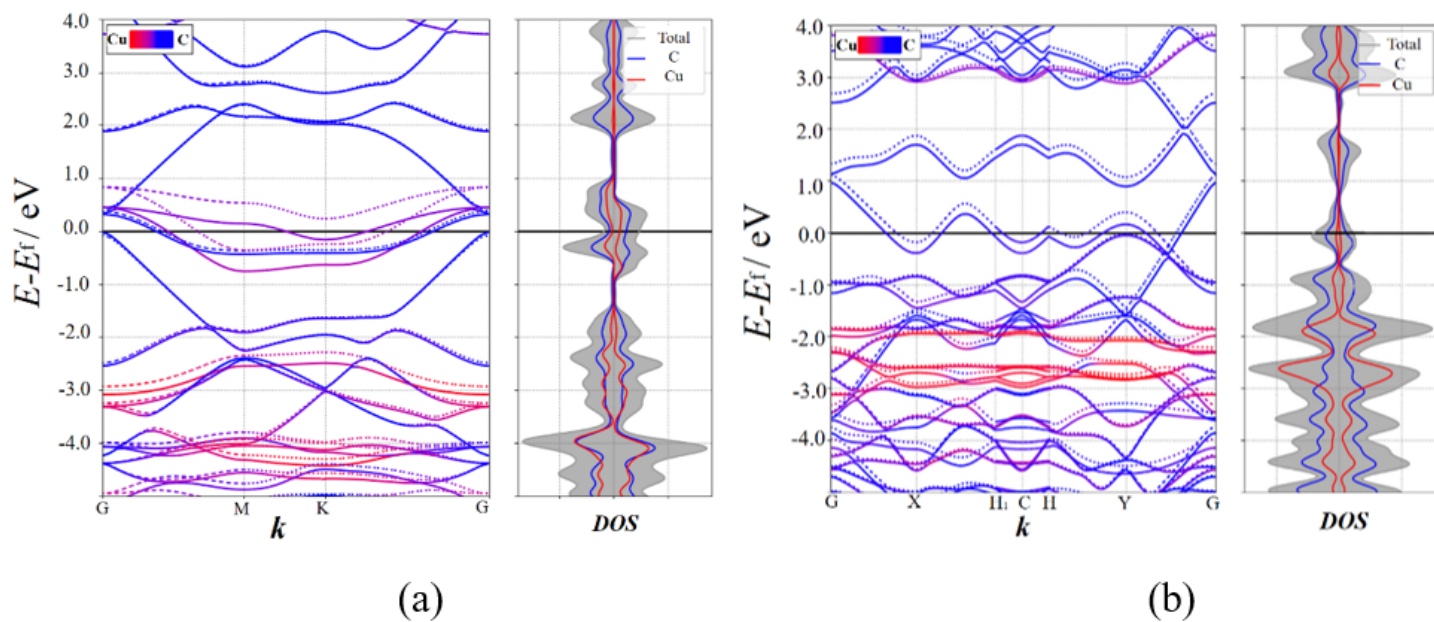 4.0
3.0
2.0
1.0
0.0
-1.0
-2.0
-3.0
-4.0
E-Ef / eV
Cu C
G M K G
k
Total
C
Cu
DOS
(a)
4.0
3.0
2.0
1.0
0.0
-1.0
-2.0
-3.0
-4.0
E-Ef / eV
Cu C
G X H₁ C H Y G
k
Total
C
Cu
DOS
(b)